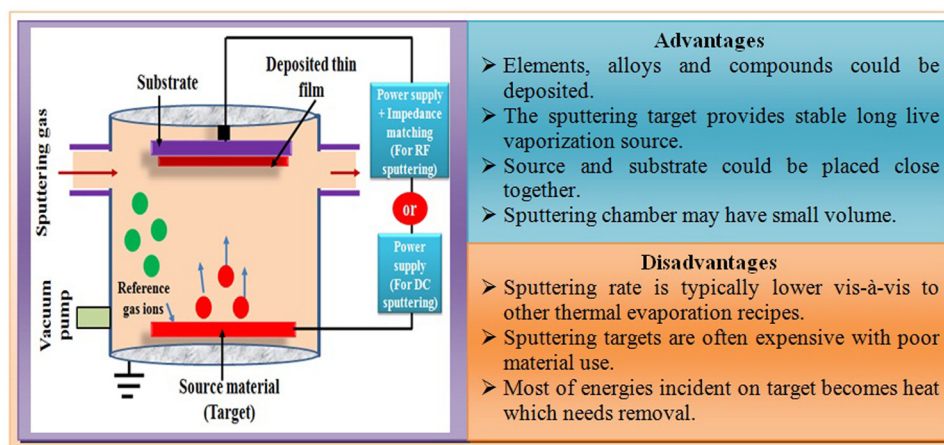 Sputtering gas
Vacuum
pump
Substrate
Deposited thin
film
Reference
gas ions
Source material
(Target)
Power supply
+ Impedance
matching
(For RF
sputtering)
or
Power
supply
(For DC
sputtering)
Advantages
➢ Elements, alloys and compounds could be
deposited.
➢ The sputtering target provides stable long live
vaporization source.
➢ Source and substrate could be placed close
together.
➢ Sputtering chamber may have small volume.
Disadvantages
➢ Sputtering rate is typically lower vis-à-vis to
other thermal evaporation recipes.
➢ Sputtering targets are often expensive with poor
material use.
➢ Most of energies incident on target becomes heat
which needs removal.